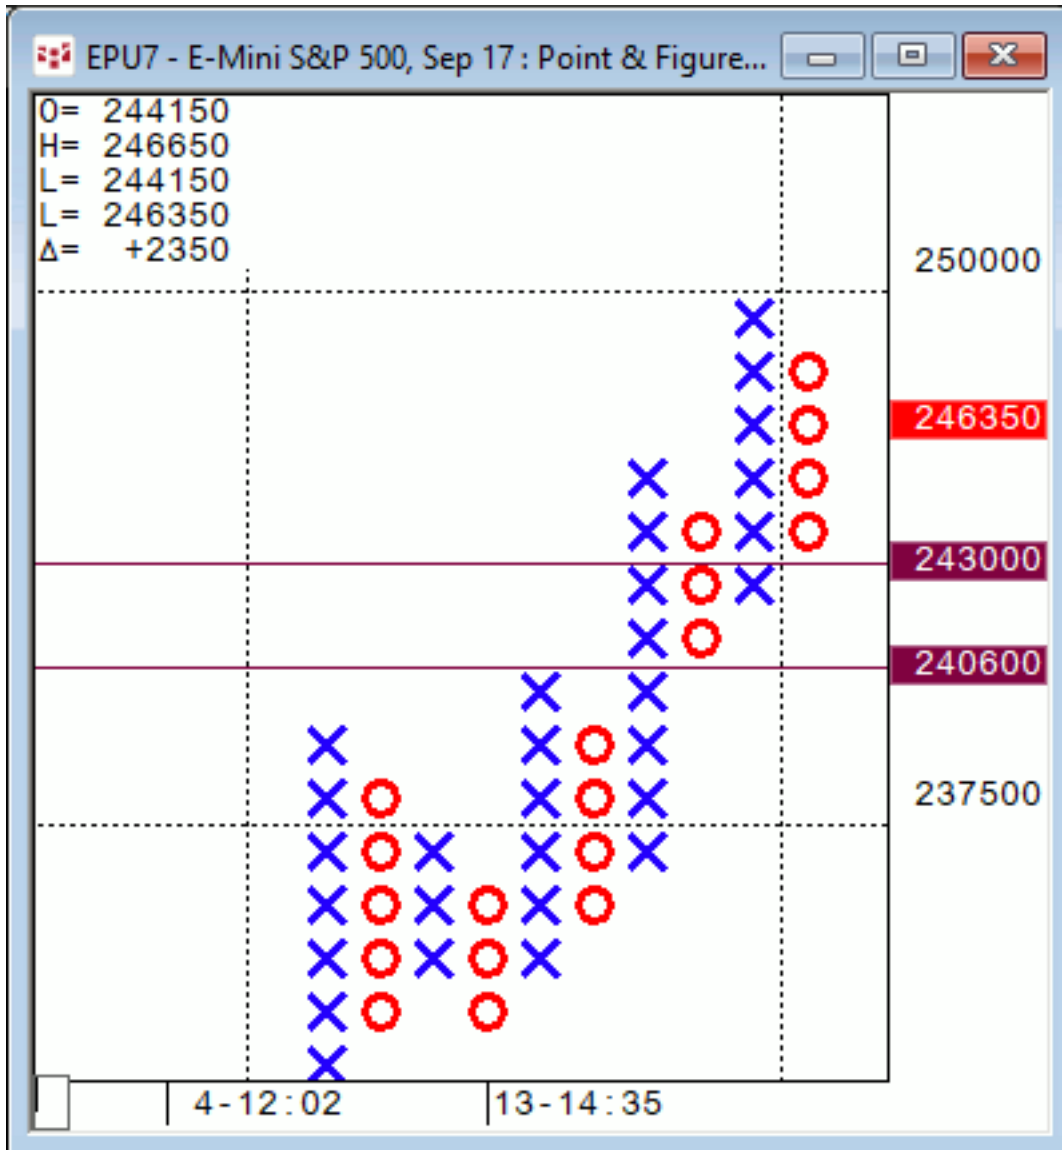 EPU7 - E-Mini S&P 500, Sep 17 : Point & Figure...
O= 244150
H= 246650
L= 244150
L= 246350
Δ= +2350
250000
246350
243000
240600
237500
4-12:02
13-14:35